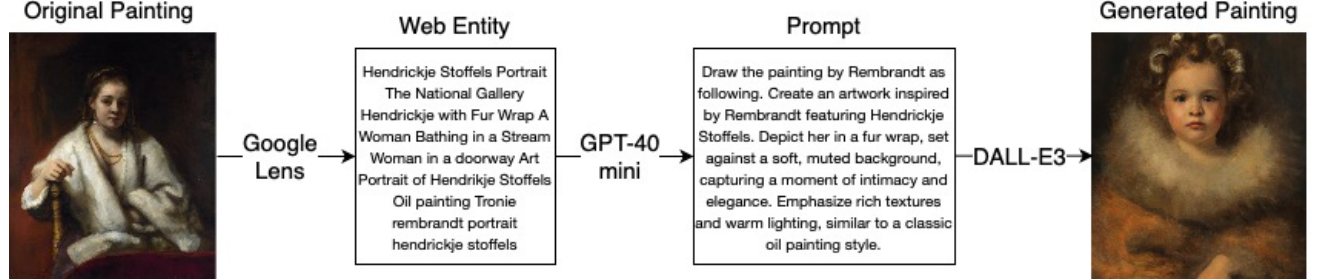 Original Painting
Web Entity
Prompt
Generated Painting
Hendrickje Stoffels Portrait
The National Gallery
Hendrickje with Fur Wrap A
Woman Bathing in a Stream
Woman in a doorway Art
Portrait of Hendrikje Stoffels
Oil painting Tronie
rembrandt portrait
hendrickje stoffels
Draw the painting by Rembrandt as
following. Create an artwork inspired
by Rembrandt featuring Hendrickje
Stoffels. Depict her in a fur wrap, set
against a soft, muted background,
capturing a moment of intimacy and
elegance. Emphasize rich textures
and warm lighting, similar to a classic
oil painting style.
Google
Lens
GPT-40
mini
DALL-E3